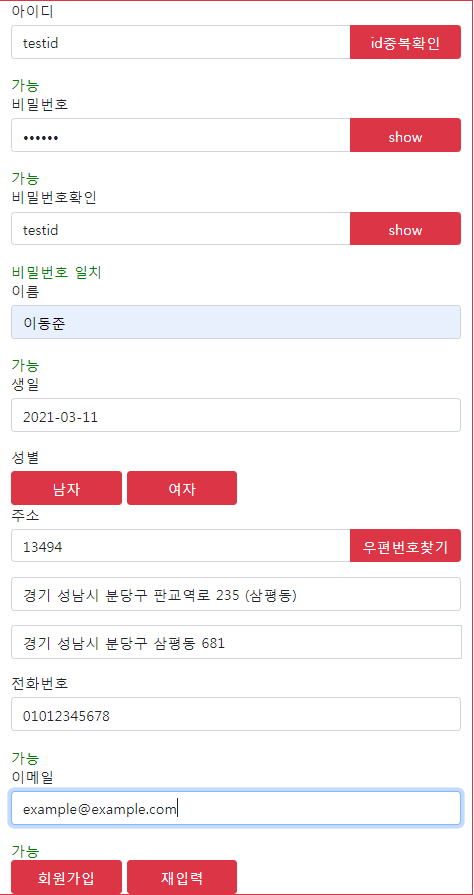 아이디
testid id중복확인
가능
비밀번호
•••••• show
가능
비밀번호확인
testid show
비밀번호 일치
이름
이동준
가능
생일
2021-03-11
성별
남자 여자
주소
13494 우편번호찾기
경기 성남시 분당구 판교역로 235 (삼평동)
경기 성남시 분당구 삼평동 681
전화번호
01012345678
가능
이메일
example@example.com
가능
회원가입 재입력